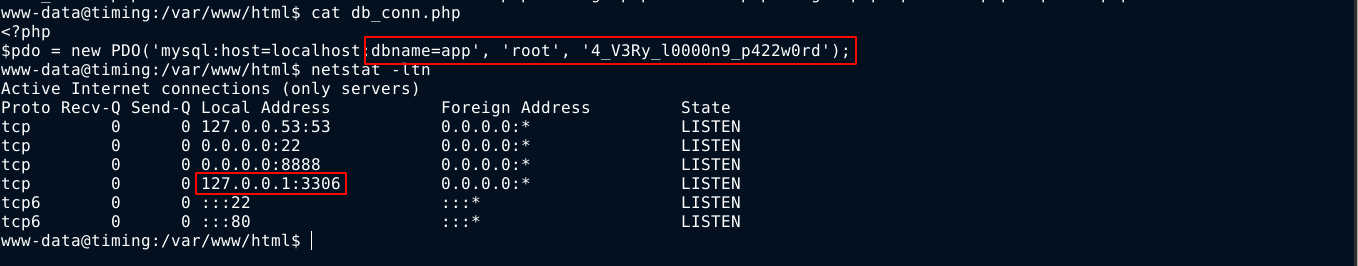 www-data@timing:/var/www/html$ cat db_conn.php
<?php
$pdo = new PDO('mysql:host=localhost;dbname=app', 'root', '4_V3Ry_l0000n9_p422w0rd');
www-data@timing:/var/www/html$ netstat -ltn
Active Internet connections (only servers)
Proto Recv-Q Send-Q Local Address           Foreign Address         State
tcp        0      0 127.0.0.53:53           0.0.0.0:*               LISTEN
tcp        0      0 0.0.0.0:22              0.0.0.0:*               LISTEN
tcp        0      0 0.0.0.0:8888            0.0.0.0:*               LISTEN
tcp        0      0 127.0.0.1:3306          0.0.0.0:*               LISTEN
tcp6       0      0 :::22                   :::*                    LISTEN
tcp6       0      0 :::80                   :::*                    LISTEN
www-data@timing:/var/www/html$